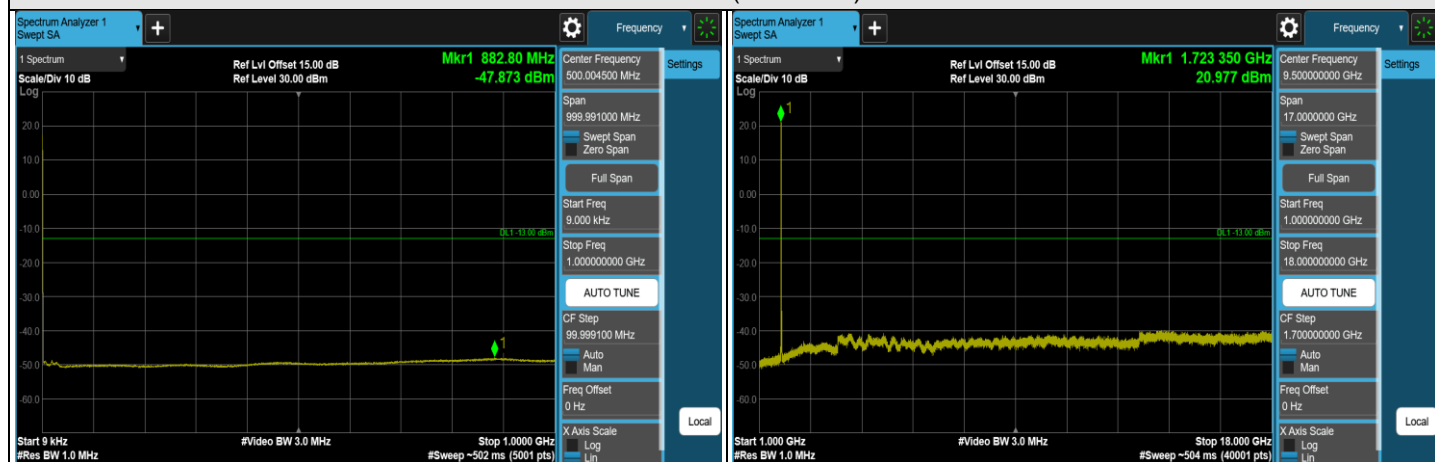 Spectrum Analyzer 1
Swept SA
+
Frequency
1 Spectrum
Scale/Div 10 dB
Log
Ref Lvl Offset 15.00 dB
Ref Level 30.00 dBm
Mkr1 882.80 MHz
-47.873 dBm
1
20.0
10.0
0.00
-10.0
-20.0
-30.0
-40.0
-50.0
-60.0
DL1 -13.00 dBm
Start 9 kHz
#Res BW 1.0 MHz
#Video BW 3.0 MHz
Stop 1.0000 GHz
#Sweep ~502 ms (5001 pts)
Center Frequency
500.004500 MHz
Settings
Span
999.991000 MHz
Swept Span
Zero Span
Full Span
Start Freq
9.000 kHz
Stop Freq
1.000000000 GHz
AUTO TUNE
CF Step
99.999100 MHz
Auto
Man
Freq Offset
0 Hz
X Axis Scale
Log
Lin
Local
Spectrum Analyzer 1
Swept SA
+
Frequency
1 Spectrum
Scale/Div 10 dB
Log
Ref Lvl Offset 15.00 dB
Ref Level 30.00 dBm
Mkr1 1.723 350 GHz
20.977 dBm
1
20.0
10.0
0.00
-10.0
-20.0
-30.0
-40.0
-50.0
-60.0
DL1 -13.00 dBm
Start 1.000 GHz
#Res BW 1.0 MHz
#Video BW 3.0 MHz
Stop 18.000 GHz
#Sweep ~504 ms (40001 pts)
Center Frequency
9.500000000 GHz
Settings
Span
17.0000000 GHz
Swept Span
Zero Span
Full Span
Start Freq
1.000000000 GHz
Stop Freq
18.000000000 GHz
AUTO TUNE
CF Step
1.700000000 GHz
Auto
Man
Freq Offset
0 Hz
X Axis Scale
Log
Lin
Local